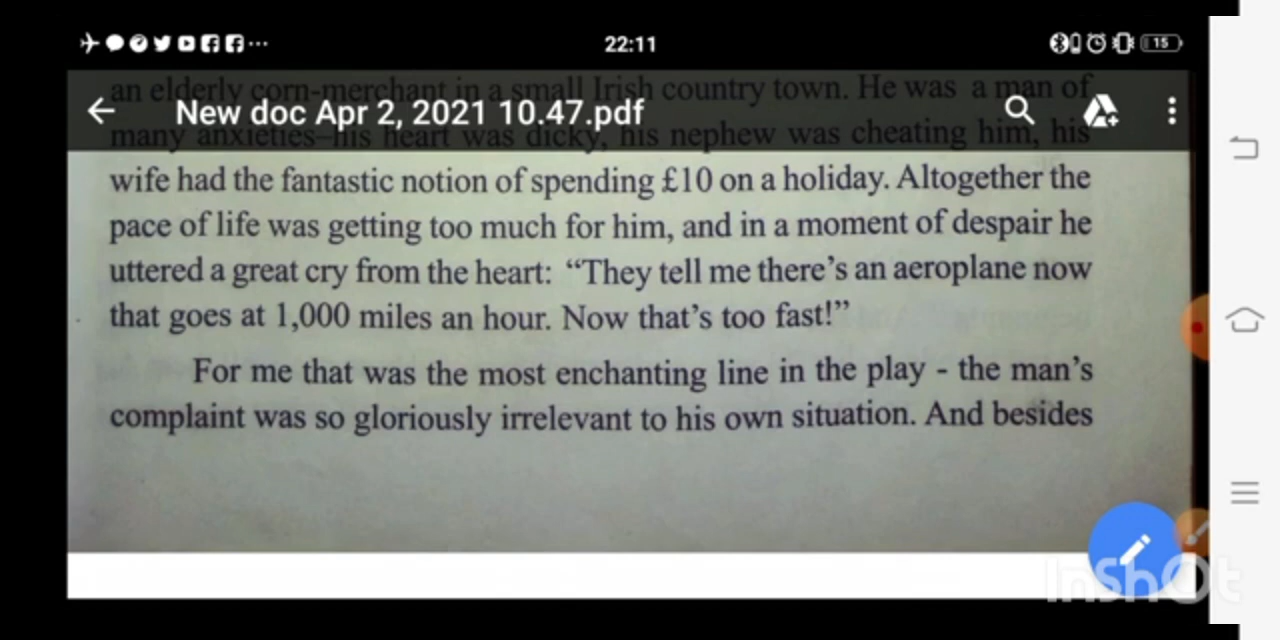 22:11
15
an elderly corn-merchant in a small Irish country town. He was a man of
New doc Apr 2, 2021 10.47.pdf
many anxieties–his heart was dicky, his nephew was cheating him, his
wife had the fantastic notion of spending £10 on a holiday. Altogether the
pace of life was getting too much for him, and in a moment of despair he
uttered a great cry from the heart: “They tell me there’s an aeroplane now
that goes at 1,000 miles an hour. Now that’s too fast!”
For me that was the most enchanting line in the play - the man’s
complaint was so gloriously irrelevant to his own situation. And besides
InShOt